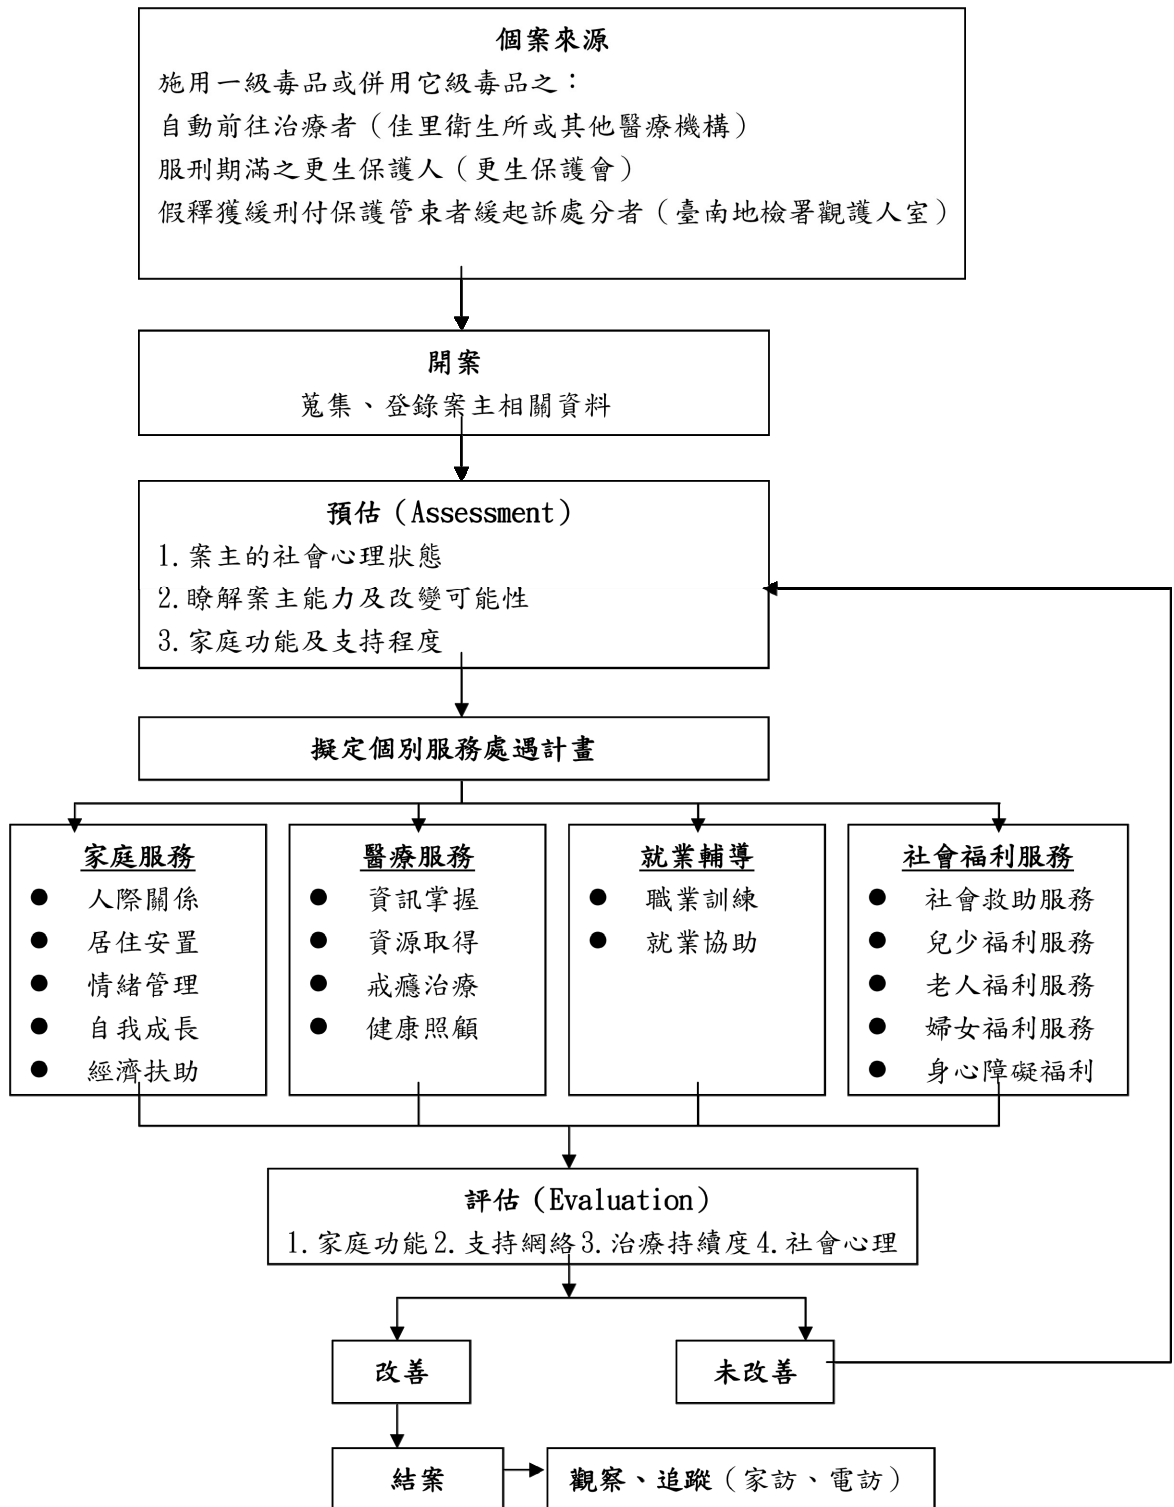 個案來源
施用一級毒品或併用它級毒品之：
自動前往治療者（佳里衛生所或其他醫療機構）
服刑期滿之更生保護人（更生保護會）
假釋獲緩刑付保護管束者緩起訴處分者（臺南地檢署觀護人室）
開案
蒐集、登錄案主相關資料
預估（Assessment）
1.案主的社會心理狀態
2.瞭解案主能力及改變可能性
3.家庭功能及支持程度
擬定個別服務處遇計畫
家庭服務
● 人際關係
● 居住安置
● 情緒管理
● 自我成長
● 經濟扶助
醫療服務
● 資訊掌握
● 資源取得
● 戒癮治療
● 健康照顧
就業輔導
● 職業訓練
● 就業協助
社會福利服務
● 社會救助服務
● 兒少福利服務
● 老人福利服務
● 婦女福利服務
● 身心障礙福利
評估（Evaluation）
1.家庭功能2.支持網絡3.治療持續度4.社會心理
改善
未改善
結案
觀察、追蹤（家訪、電訪）